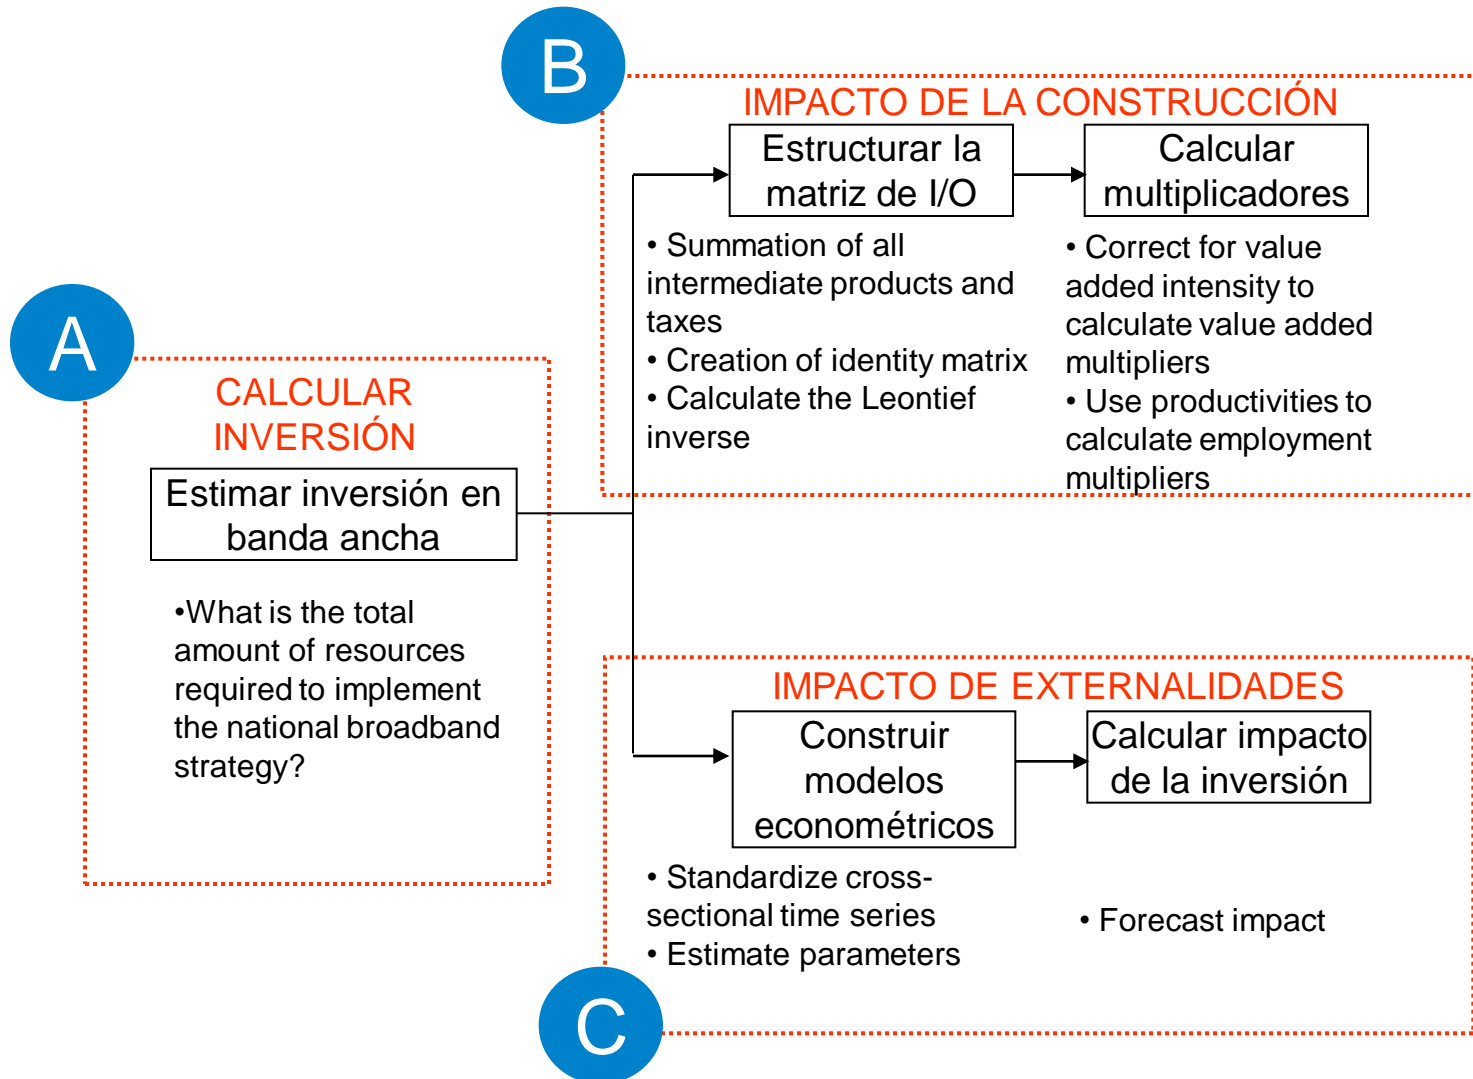 A
CALCULAR
INVERSIÓN
Estimar inversión en
banda ancha
•What is the total
amount of resources
required to implement
the national broadband
strategy?
B
IMPACTO DE LA CONSTRUCCIÓN
Estructurar la
matriz de I/O
• Summation of all
intermediate products and
taxes
• Creation of identity matrix
• Calculate the Leontief
inverse
Calcular
multiplicadores
• Correct for value
added intensity to
calculate value added
multipliers
• Use productivities to
calculate employment
multipliers
C
IMPACTO DE EXTERNALIDADES
Construir
modelos
econométricos
• Standardize cross-
sectional time series
• Estimate parameters
Calcular impacto
de la inversión
• Forecast impact